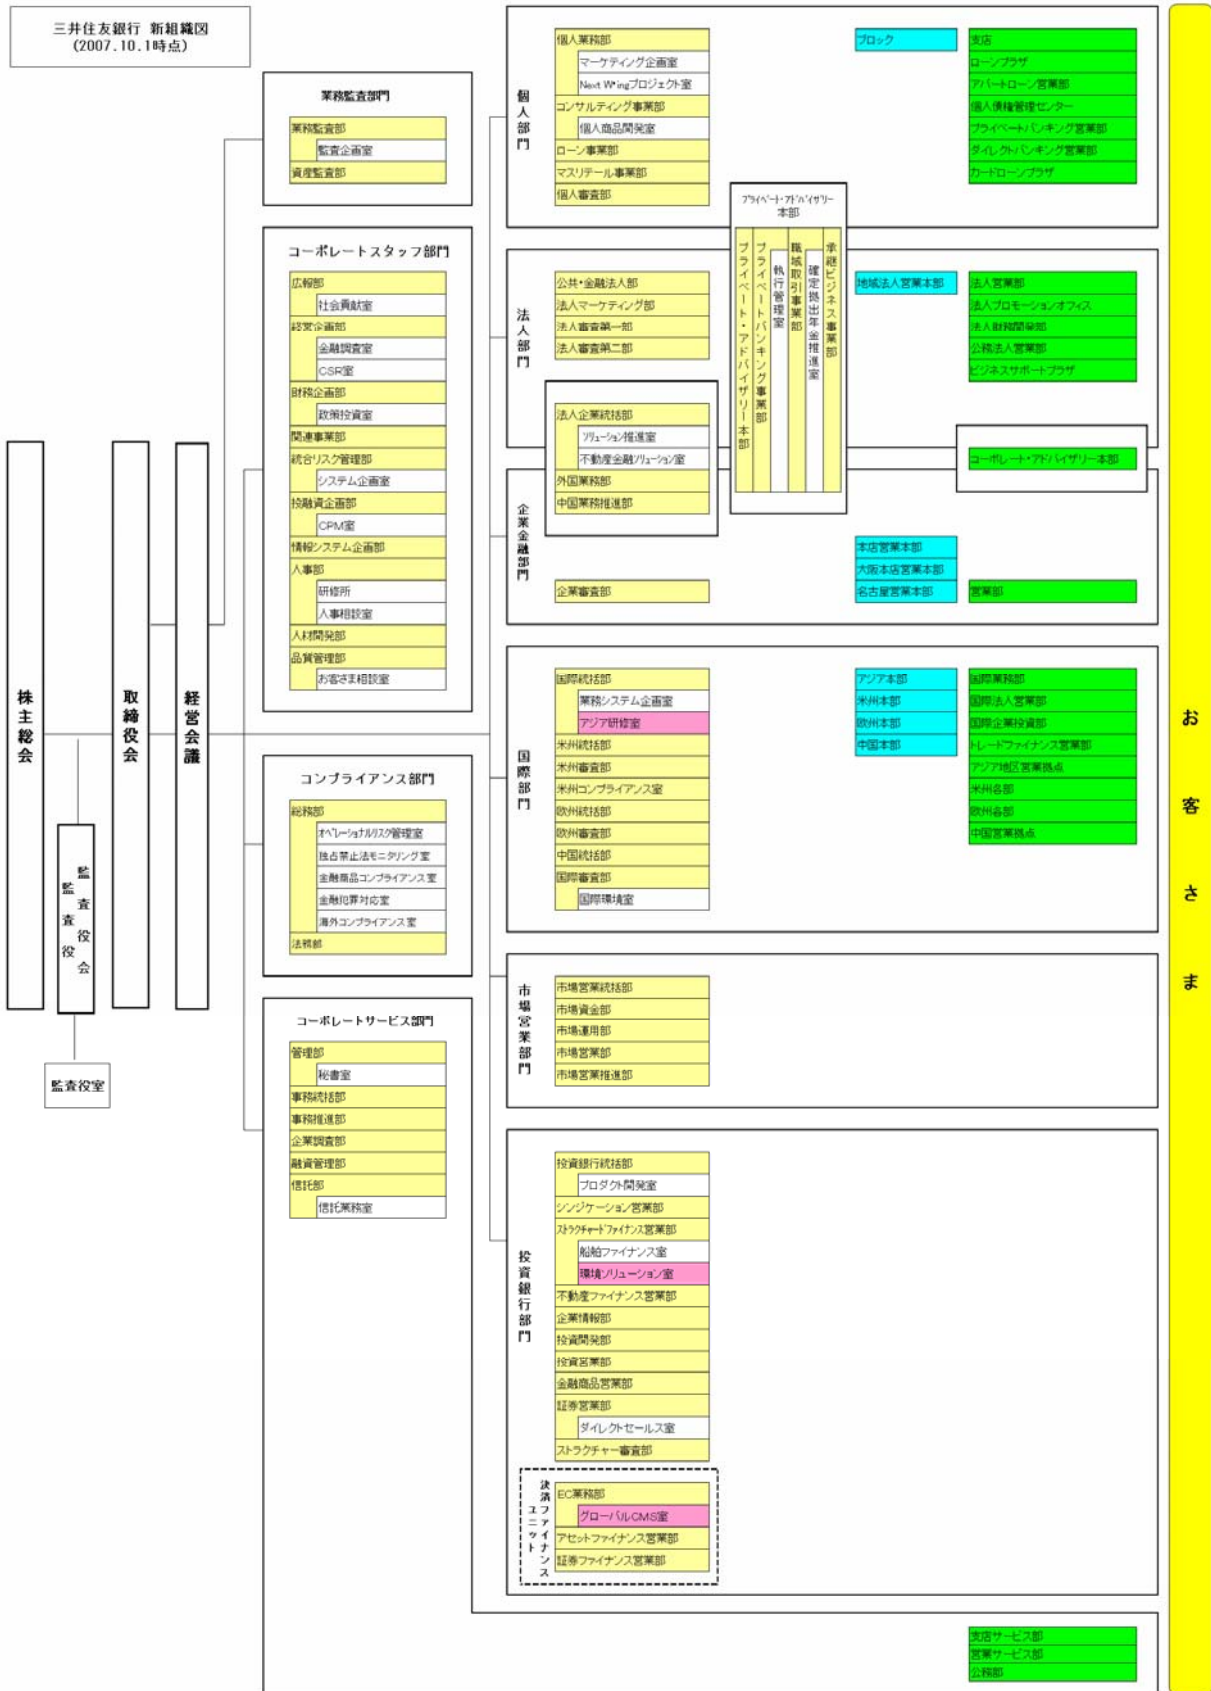 三井住友銀行 新組織図
(2007.10.1時点)
株主総会
監査役会
監査役
監査役室
取締役会
経営会議
業務監査部門
業務監査部
監査企画室
資産監査部
コーポレートスタッフ部門
広報部
社会貢献室
経営企画部
金融調査室
CSR室
財務企画部
政策投資室
関連事業部
統合リスク管理部
システム企画室
投融資企画部
CPM室
情報システム企画部
人事部
研修所
人事相談室
人材開発部
品質管理部
お客さま相談室
コンプライアンス部門
総務部
オペレーショナルリスク管理室
独占禁止法モニタリング室
金融商品コンプライアンス室
金融犯罪対応室
海外コンプライアンス室
法務部
コーポレートサービス部門
管理部
秘書室
事務統括部
事務推進部
企業調査部
融資管理部
信託部
信託業務室
個人部門
個人業務部
マーケティング企画室
Next W・ingプロジェクト室
コンサルティング事業部
個人商品開発室
ローン事業部
マスリテール事業部
個人審査部
ブロック
支店
ローンプラザ
アパートローン営業部
個人債権管理センター
プライベートバンキング営業部
ダイレクトバンキング営業部
カードローンプラザ
プライベート・アドバイザリー
本部
プライベート・アドバイザリー本部
プライベートバンキング事業部
執行管理室
職域取引事業部
確定拠出年金推進室
承継ビジネス事業部
法人部門
公共・金融法人部
法人マーケティング部
法人審査第一部
法人審査第二部
地域法人営業本部
法人営業部
法人プロモーションオフィス
法人財務開発部
公務法人営業部
ビジネスサポートプラザ
法人企業統括部
ソリューション推進室
不動産金融ソリューション室
外国業務部
中国業務推進部
コーポレート・アドバイザリー本部
企業金融部門
企業審査部
本店営業本部
大阪本店営業本部
名古屋営業本部
営業部
国際部門
国際統括部
業務システム企画室
アジア研修室
米州統括部
米州審査部
米州コンプライアンス室
欧州統括部
欧州審査部
中国統括部
国際審査部
国際環境室
アジア本部
米州本部
欧州本部
中国本部
国際業務部
国際法人営業部
国際企業投資部
トレードファイナンス営業部
アジア地区営業拠点
米州各部
欧州各部
中国営業拠点
市場営業部門
市場営業統括部
市場資金部
市場運用部
市場営業部
市場営業推進部
投資銀行部門
投資銀行統括部
プロダクト開発室
シンジケーション営業部
ストラクチャードファイナンス営業部
船舶ファイナンス室
環境ソリューション室
不動産ファイナンス営業部
企業情報部
投資開発部
投資営業部
金融商品営業部
証券営業部
ダイレクトセールス室
ストラクチャー審査部
決済ファイナンス
ユニット
EC業務部
グローバルCMS室
アセットファイナンス営業部
証券ファイナンス営業部
支店サービス部
営業サービス部
公務部
お客さま